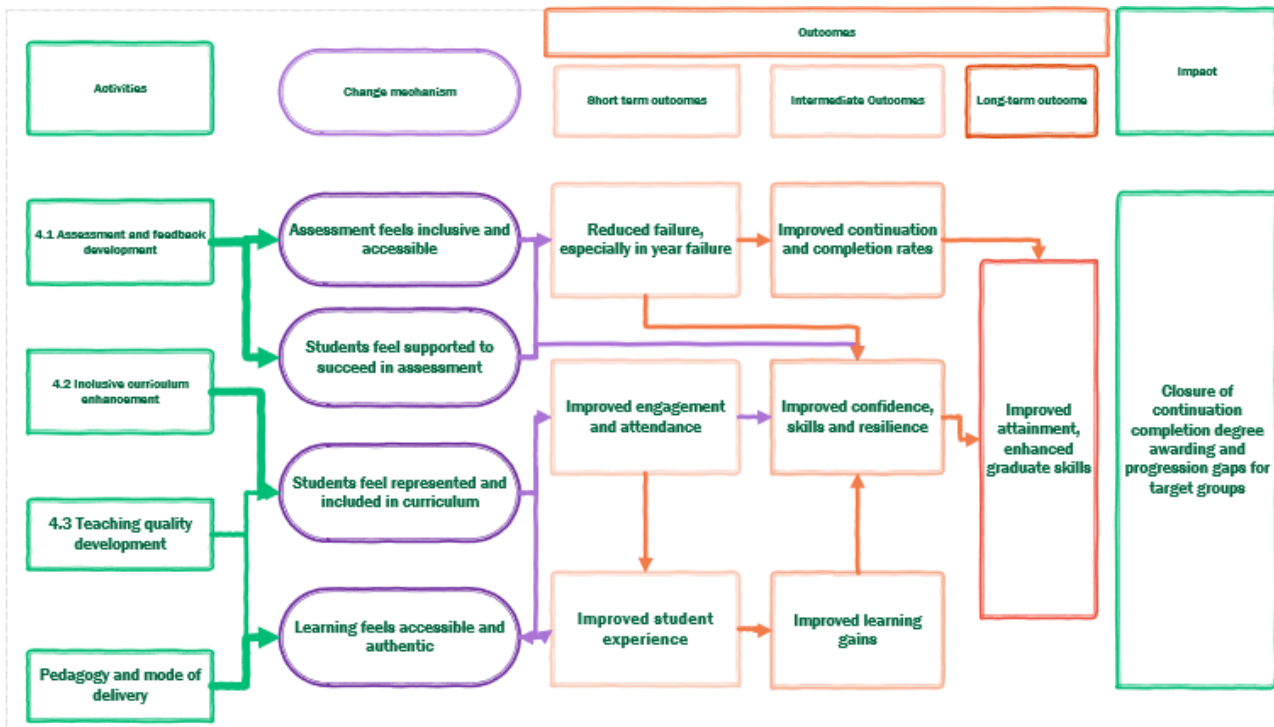 Outcomes
Activities
Change mechanism
Short term outcomes
Intermediate Outcomes
Long-term outcome
Impact
4.1 Assessment and feedback
development
Assessment feels inclusive and
accessible
Reduced failure,
especially in year failure
Improved continuation
and completion rates
Students feel supported to
succeed in assessment
4.2 Inclusive curriculum
enhancement
Improved engagement
and attendance
Improved confidence,
skills and resilience
Improved
attainment,
enhanced
graduate skills
Closure of
continuation
completion degree
awarding and
progression gaps for
target groups
Students feel represented and
included in curriculum
4.3 Teaching quality
development
Learning feels accessible and
authentic
Improved student
experience
Improved learning
gains
Pedagogy and mode of
delivery